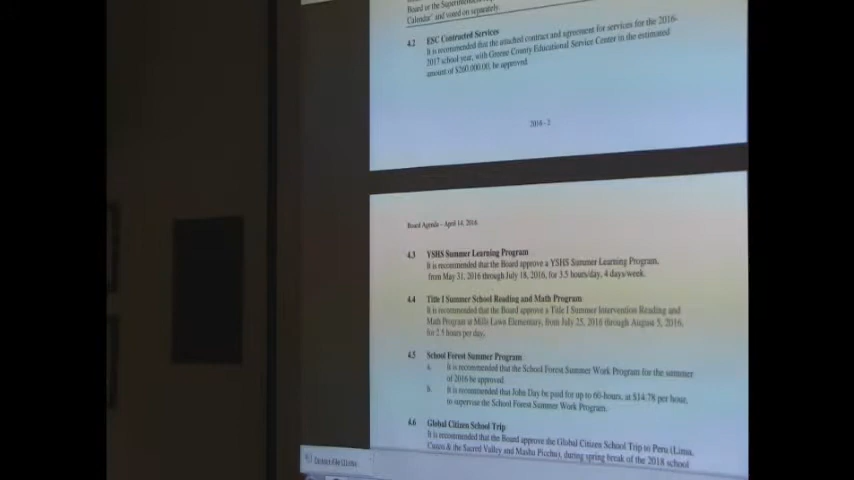 Board or the Superintendent
Calendar" and voted on separately.
4.2 ESC Contracted Services
It is recommended that the attached contract and agreement for services for the 2016-
2017 school year, with Greene County Educational Service Center in the estimated
amount of $260,000.00, be approved.
2016 - 2
Board Agenda – April 14, 2016
4.3 YSHS Summer Learning Program
It is recommended that the Board approve a YSHS Summer Learning Program,
from May 31, 2016 through July 18, 2016, for 3.5 hours/day, 4 days/week.
4.4 Title I Summer School Reading and Math Program
It is recommended that the Board approve a Title I Summer Intervention Reading and
Math Program at Mills Lawn Elementary, from July 25, 2016 through August 5, 2016,
for 2.5 hours per day.
4.5 School Forest Summer Program
a. It is recommended that the School Forest Summer Work Program for the summer
of 2016 be approved.
b. It is recommended that John Day be paid for up to 60-hours, at $14.78 per hour,
to supervise the School Forest Summer Work Program.
4.6 Global Citizen School Trip
It is recommended that the Board approve the Global Citizen School Trip to Peru (Lima,
Cusco & the Sacred Valley and Machu Picchu), during spring break of the 2018 school